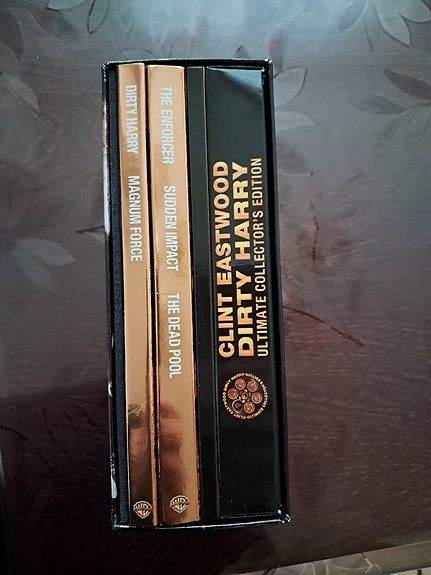 DIRTY HARRY MAGNUM FORCE
THE ENFORCER SUDDEN IMPACT THE DEAD POOL
CLINT EASTWOOD
DIRTY HARRY
ULTIMATE COLLECTOR'S EDITION